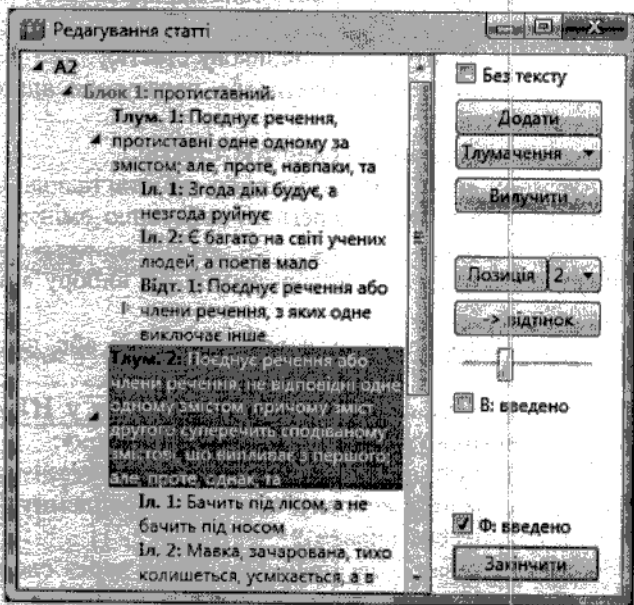 Редагування статті
А2
Блок 1: протиставний.
Тлум. 1: Поєднує речення,
протиставні одне одному за
змістом; але, проте, навпаки, та
Іл. 1: Згода дім будує, а
незгода руйнує
Іл. 2: Є багато на світі учених
людей, а поетів мало
Відт. 1: Поєднує речення або
члени речення, з яких одне
виключає інше
Тлум. 2: Поєднує речення або
члени речення, не відповідні одне
одному змістом, причому зміст
другого суперечить сподіваному
змістові, що випливає з першого;
але, проте, однак, та
Іл. 1: Бачить під лісом, а не
бачить під носом
Іл. 2: Мавка, зачарована, тихо
колишеться, усміхається, а в
Без тексту
Додати
Тлумачення
Вилучити
Позиція 2
-> відтінок
В: введено
Ф: введено
Закінчити